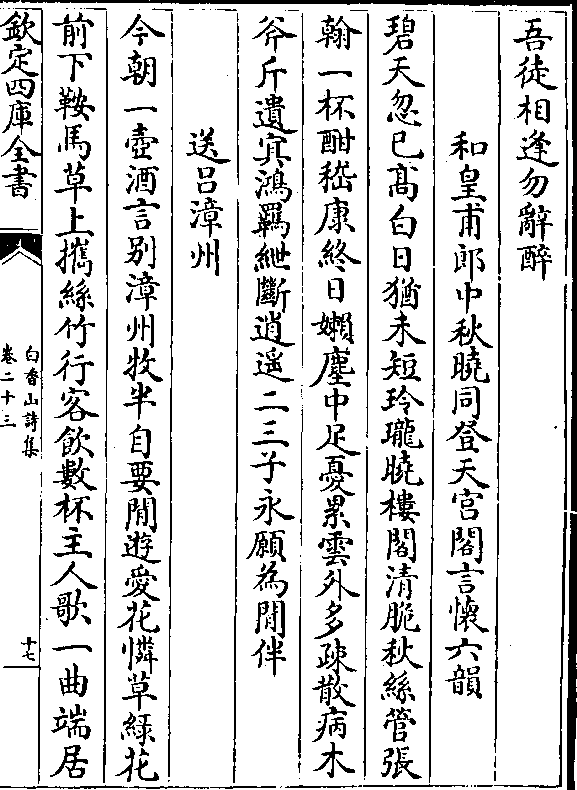 吾徒相逢勿辭醉
和皇甫郎中秋曉同登天宮閣言懷六韻
碧天忽已髙白日猶未短玲瓏曉樓閣清脆秋絲管張
翰一杯酣嵇康終日嬾塵中足憂累雲外多疎散病木
斧斤遺冥鴻羈紲斷逍遥二三子永願為閒伴
送吕漳州
今朝一壺酒言别漳州牧半自要閒遊愛花憐草緑花
前下鞍馬草上攜絲竹行客飲數杯主人歌一曲端居
欽定四庫全書
白香山詩集
卷二十三
十七